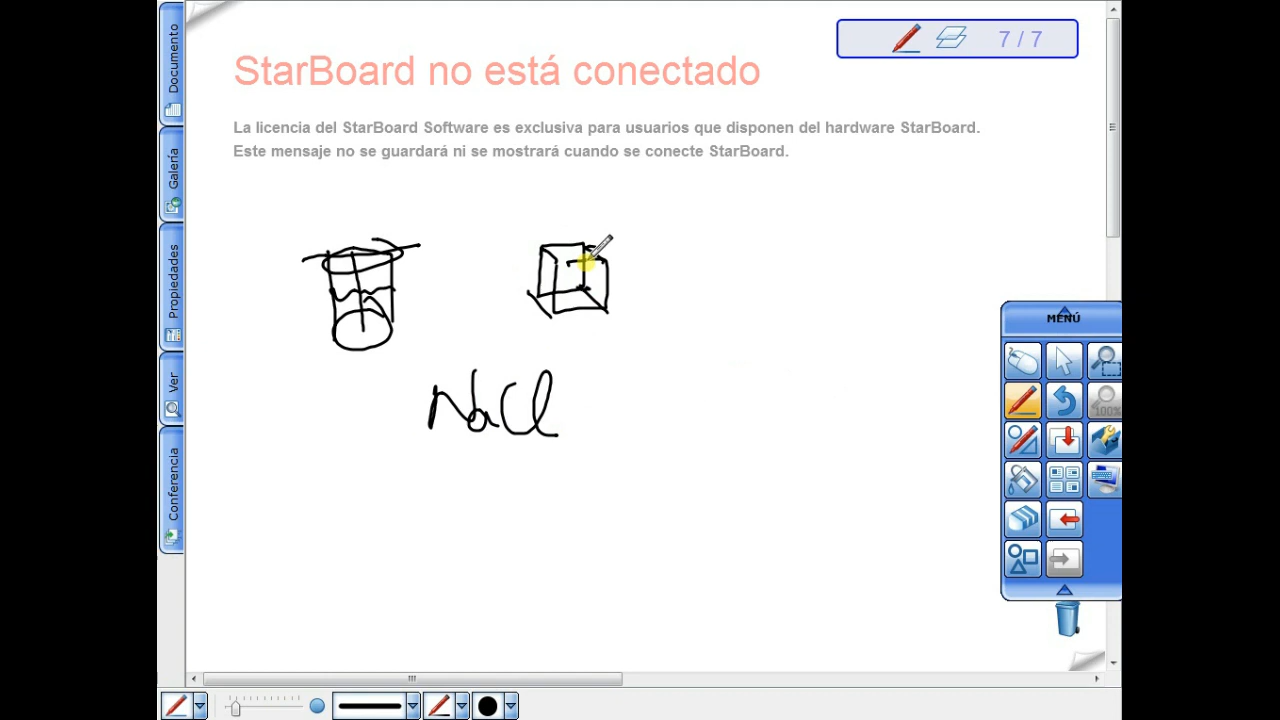 7 / 7
StarBoard no está conectado
La licencia del StarBoard Software es exclusiva para usuarios que disponen del hardware StarBoard.
Este mensaje no se guardará ni se mostrará cuando se conecte StarBoard.
Documento
Galería
Propiedades
Ver
Conferencia
NaCl
MENÚ
100%